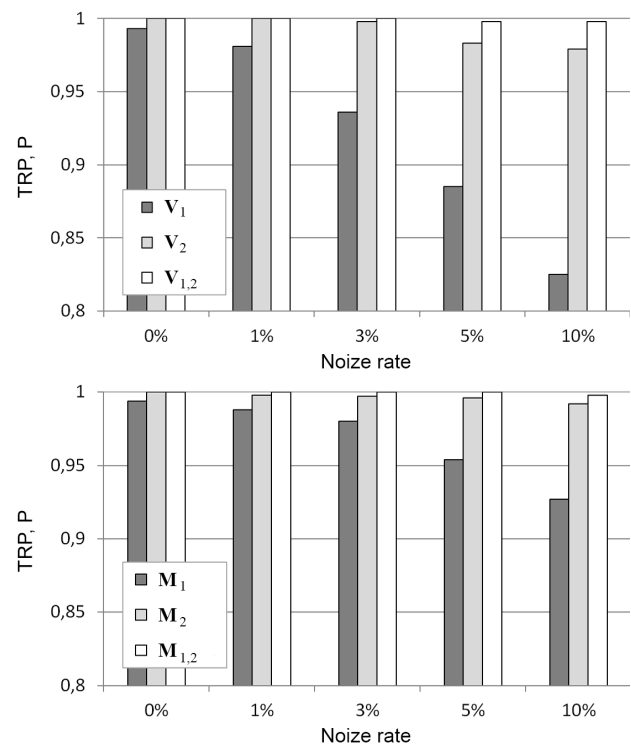 1
0,95
0,9
0,85
0,8
TRP, P
V1
V2
V1,2
0% 1% 3% 5% 10%
Noize rate
1
0,95
0,9
0,85
0,8
TRP, P
M1
M2
M1,2
0% 1% 3% 5% 10%
Noize rate